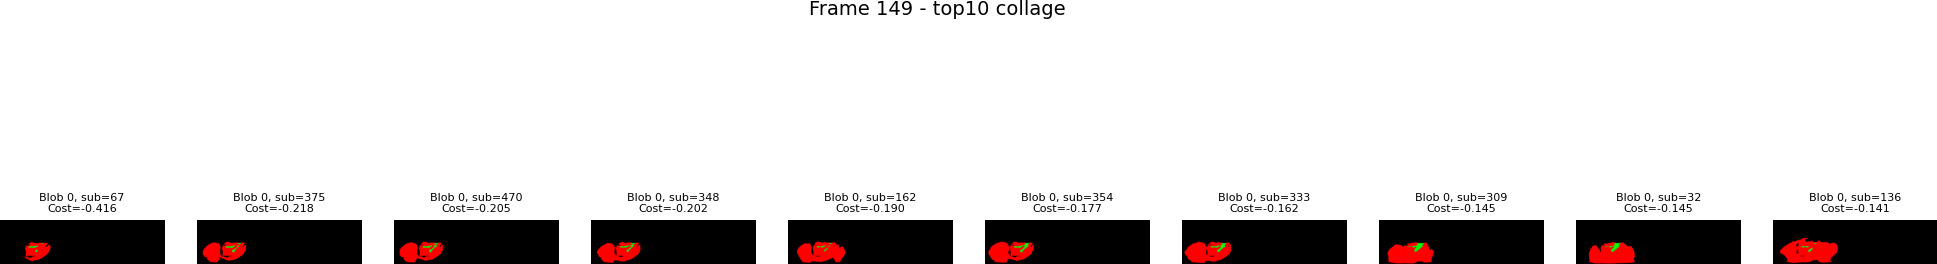 Frame 149 - top10 collage
Blob 0, sub=67
Cost=-0.416
Blob 0, sub=375
Cost=-0.218
Blob 0, sub=470
Cost=-0.205
Blob 0, sub=348
Cost=-0.202
Blob 0, sub=162
Cost=-0.190
Blob 0, sub=354
Cost=-0.177
Blob 0, sub=333
Cost=-0.162
Blob 0, sub=309
Cost=-0.145
Blob 0, sub=32
Cost=-0.145
Blob 0, sub=136
Cost=-0.141